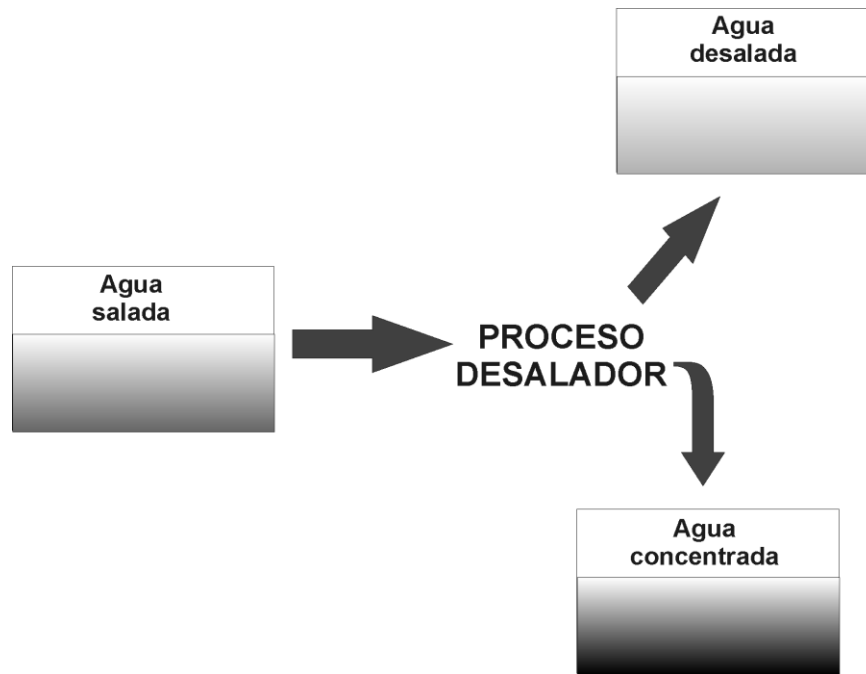 Agua
desalada
Agua
salada
PROCESO
DESALADOR
Agua
concentrada